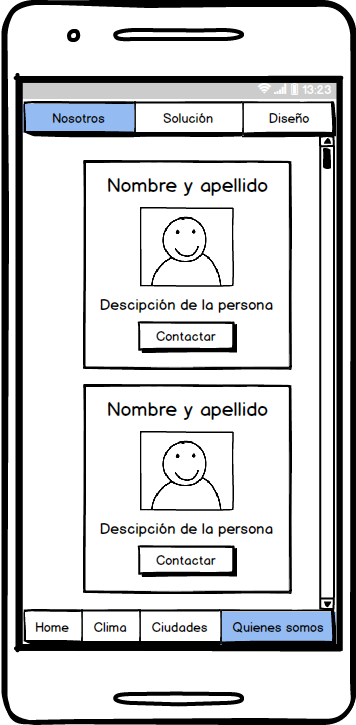 13:23
Nosotros Solución Diseño
Nombre y apellido
Descipción de la persona
Contactar
Nombre y apellido
Descipción de la persona
Contactar
Home Clima Ciudades Quienes somos